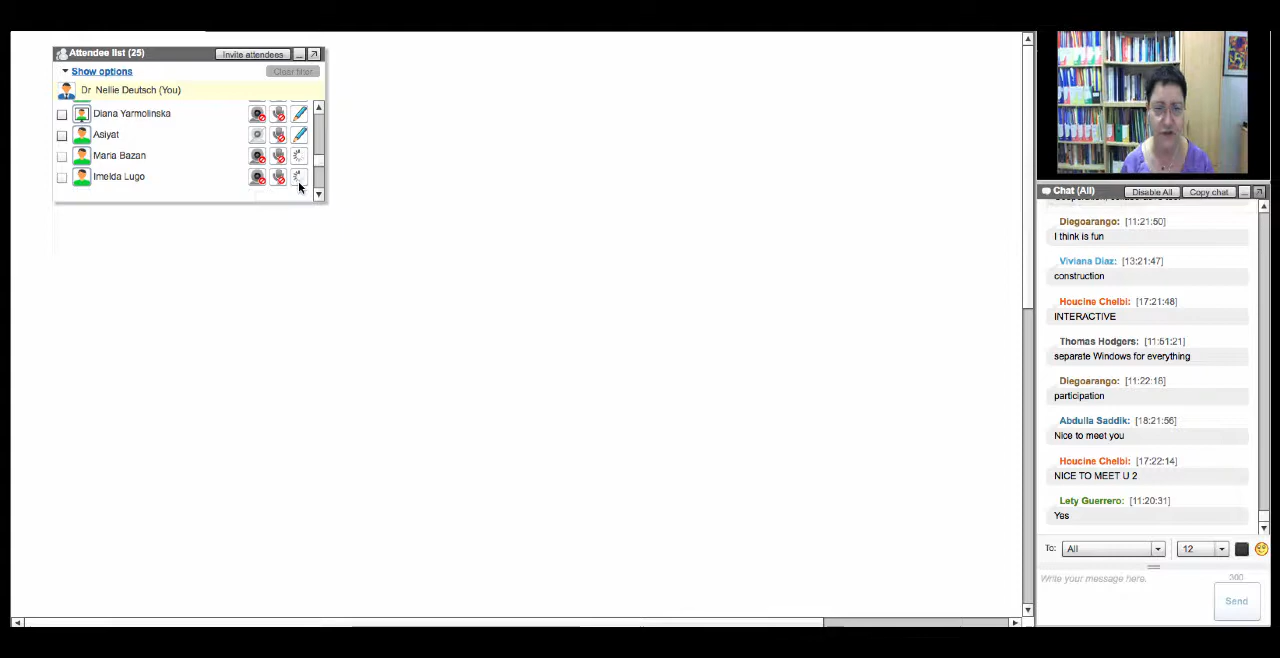 Attendee list (25)
Invite attendees
Show options
Clear filter
Dr Nellie Deutsch (You)
Diana Yarmolinska
Asiyat
Maria Bazan
Imelda Lugo
Chat (All)
Disable All
Copy chat
Diegoarango: [11:21:50]
I think is fun
Viviana Diaz: [13:21:47]
construction
Houcine Chelbi: [17:21:48]
INTERACTIVE
Thomas Hodgers: [11:51:21]
separate Windows for everything
Diegoarango: [11:22:18]
participation
Abdulla Saddik: [18:21:56]
Nice to meet you
Houcine Chelbi: [17:22:14]
NICE TO MEET U 2
Lety Guerrero: [11:20:31]
Yes
To: All 12
Write your message here.
300
Send